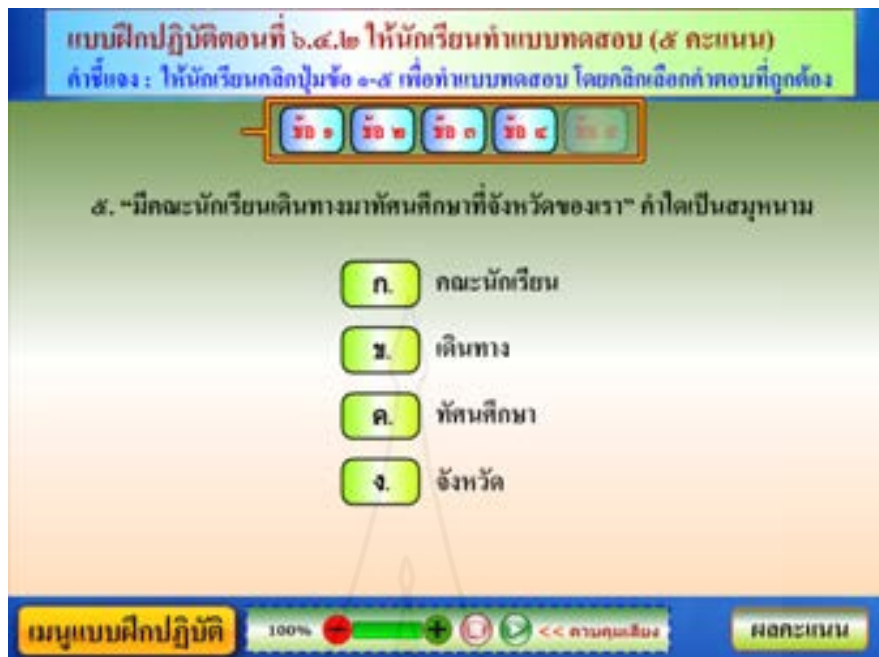 แบบฝึกปฏิบัติตอนที่ ๖.๔.๒ ให้นักเรียนทำแบบทดสอบ (๕ คะแนน)
คำชี้แจง : ให้นักเรียนคลิกปุ่มข้อ ๑-๕ เพื่อทำแบบทดสอบ โดยคลิกเลือกคำตอบที่ถูกต้อง
ข้อ ๑ ข้อ ๒ ข้อ ๓ ข้อ ๔ ข้อ ๕
๕. “มีคณะนักเรียนเดินทางมาทัศนศึกษาที่จังหวัดของเรา” คำใดเป็นสมุหนาม
ก. คณะนักเรียน
ข. เดินทาง
ค. ทัศนศึกษา
ง. จังหวัด
เมนูแบบฝึกปฏิบัติ 100% << ควบคุมเสียง ผลคะแนน